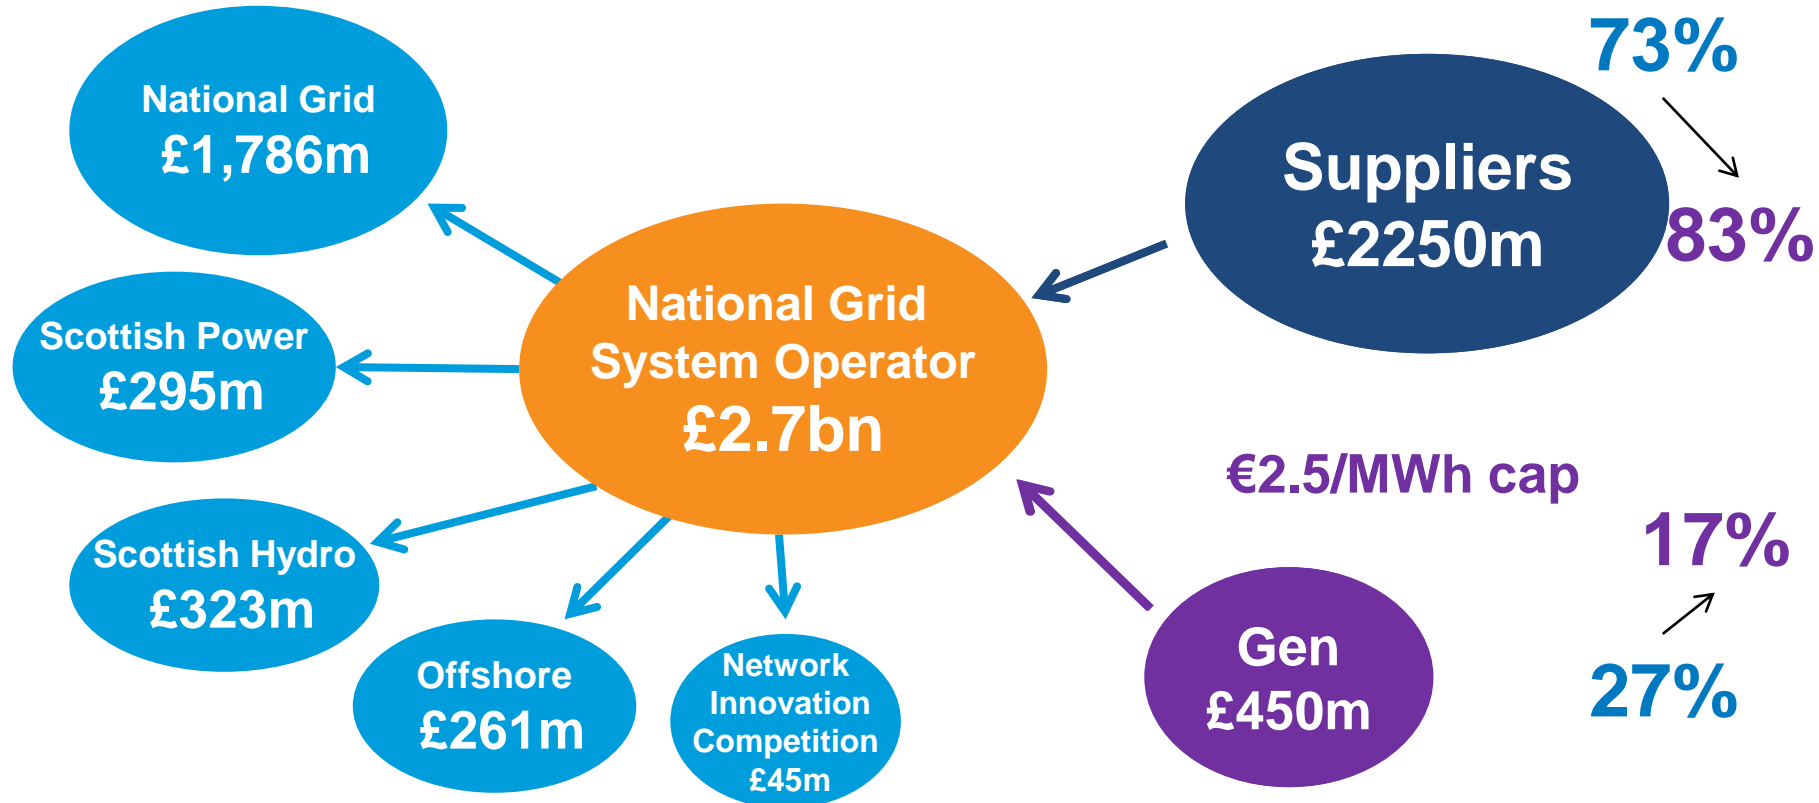 National Grid
£1,786m
Scottish Power
£295m
Scottish Hydro
£323m
Offshore
£261m
Network
Innovation
Competition
£45m
National Grid
System Operator
£2.7bn
Suppliers
£2250m
73%
83%
€2.5/MWh cap
17%
27%
Gen
£450m